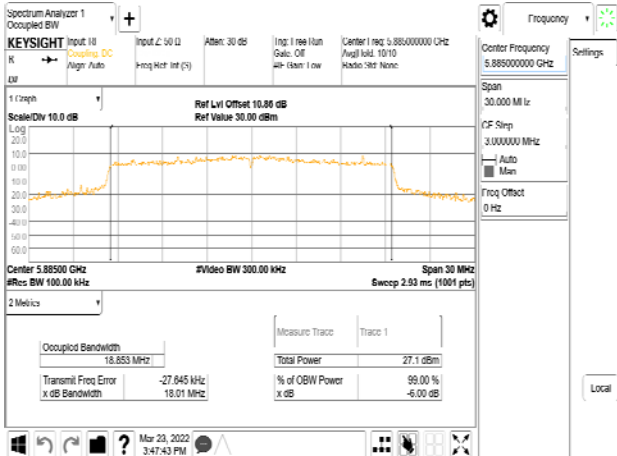 Spectrum Analyzer 1
Occupied BW
+
Frequency
KEYSIGHT
Input: RF
Coupling: DC
Align: Auto
Input Z: 50 Ω
Freq Ref: Int (S)
Atten: 30 dB
Trig: Free Run
Gate: Off
#IF Gain: Low
Center Freq: 5.885000000 GHz
Avg|Hold: 10/10
Radio Std: None
Center Frequency
5.885000000 GHz
Settings
Span
30.000 MHz
CF Step
3.000000 MHz
Auto
Man
Freq Offset
0 Hz
1 Graph
Scale/Div 10.0 dB
Ref Lvl Offset 10.86 dB
Ref Value 30.00 dBm
Log
20.0
10.0
0.00
10.0
20.0
30.0
-40.0
50.0
60.0
Center 5.88500 GHz
#Video BW 300.00 kHz
Span 30 MHz
#Res BW 100.00 kHz
Sweep 2.93 ms (1001 pts)
2 Metrics
Measure Trace
Trace 1
Occupied Bandwidth
18.853 MHz
Total Power
27.1 dBm
Transmit Freq Error
-27.645 kHz
% of OBW Power
99.00 %
x dB Bandwidth
18.01 MHz
x dB
-6.00 dB
Local
?
Mar 23, 2022
3:47:43 PM